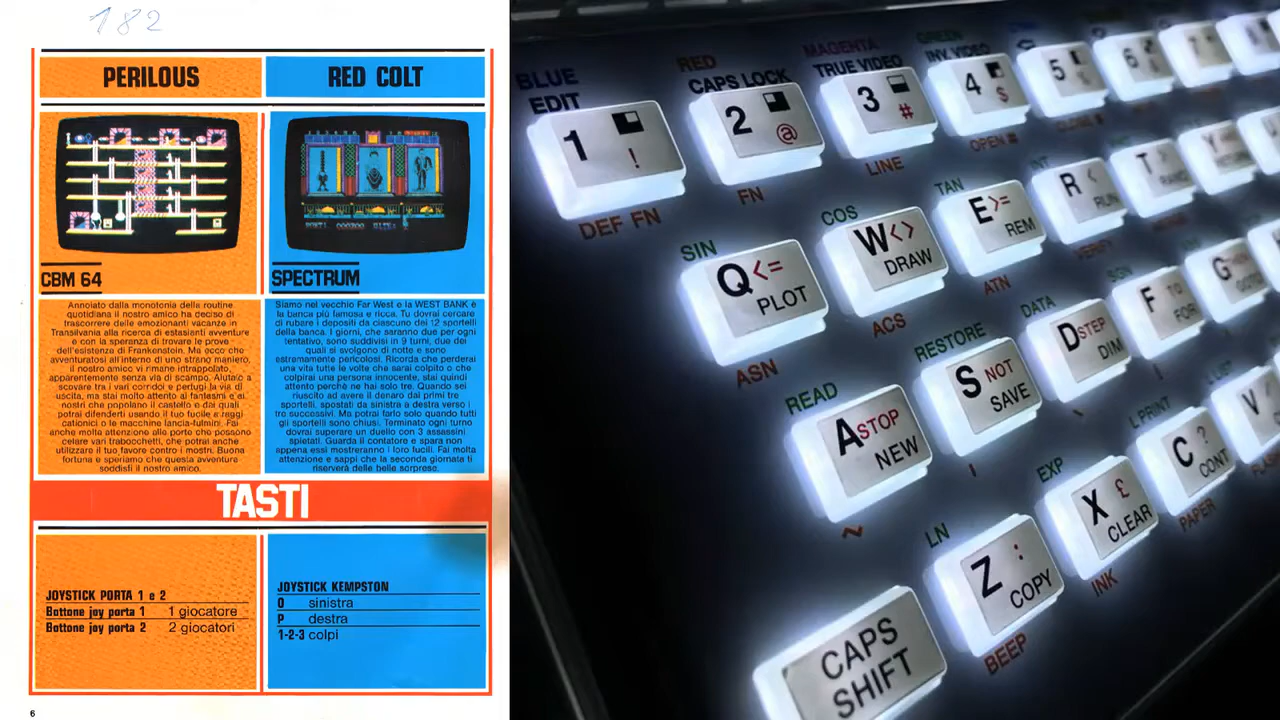 182
PERILOUS
RED COLT
CBM 64
SPECTRUM
Annoiato dalla monotonia della routine
quotidiana il nostro amico ha deciso di
trascorrere delle emozionanti vacanze in
Transilvania alla ricerca di estasianti avventure
e con la speranza di trovare le prove
dell'esistenza di Frankenstein. Ma ecco che
avventuratosi all'interno di uno strano maniero,
il nostro amico vi rimane intrappolato,
apparentemente senza via di scampo. Aiutalo a
scovare tra i vari corridoi e pertugi la via di
uscita, ma stai molto attento ai fantasmi e ai
mostri che popolano il castello e dai quali
potrai difenderti usando il tuo fucile a raggi
cationici o le macchine lancia-fulmini. Fai
anche molta attenzione alle porte che possono
celare vari trabocchetti, che potrai anche
utilizzare il tuo favore contro i mostri. Buona
fortuna e speriamo che questa avventura
soddisfi il nostro amico.
Siamo nel vecchio Far West e la WEST BANK è
la banca più famosa e ricca. Tu dovrai cercare
di rubare i depositi da ciascuno dei 12 sportelli
della banca. I giorni, che saranno due per ogni
tentativo, sono suddivisi in 9 turni, due dei
quali si svolgono di notte e sono
estremamente pericolosi. Ricorda che perderai
una vita tutte le volte che sarai colpito o che
colpirai una persona innocente, stai quindi
attento perchè ne hai solo tre. Quando sei
riuscito ad avere il denaro dai primi tre
sportelli, spostati da sinistra a destra verso i
tre successivi. Ma potrai farlo solo quando tutti
gli sportelli sono chiusi. Terminato ogni turno
dovrai superare un duello con 3 assassini
spietati. Guarda il contatore e spara non
appena essi mostreranno i loro fucili. Fai molta
attenzione e sappi che la seconda giornata ti
riserverà delle belle sorprese.
TASTI
JOYSTICK PORTA 1 e 2
Bottone joy porta 1 1 giocatore
Bottone joy porta 2 2 giocatori
JOYSTICK KEMPSTON
O sinistra
P destra
1-2-3 colpi
6
BLUE RED MAGENTA GREEN
EDIT CAPS LOCK TRUE VIDEO INV. VIDEO
1 ! 2 @ 3 # 4 $ 5 6
DEF FN FN LINE OPEN # CLOSE #
SIN COS TAN INT
Q <= PLOT W <> DRAW E >= REM R < RUN T > RAND Y
ASN ACS ATN VERIFY
READ RESTORE DATA SGN
A STOP NEW S NOT SAVE D STEP DIM F TO FOR G
~ | \
LN EXP L PRINT L LIST
CAPS SHIFT Z : COPY X £ CLEAR C ? CONT V
BEEP INK PAPER